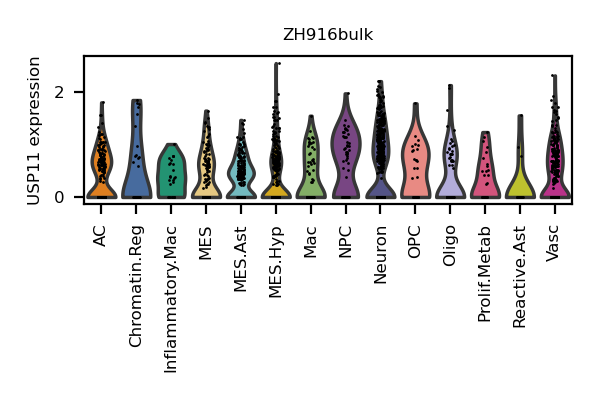 ZH916bulk
USP11 expression
2
0
AC
Chromatin.Reg
Inflammatory.Mac
MES
MES.Ast
MES.Hyp
Mac
NPC
Neuron
OPC
Oligo
Prolif.Metab
Reactive.Ast
Vasc